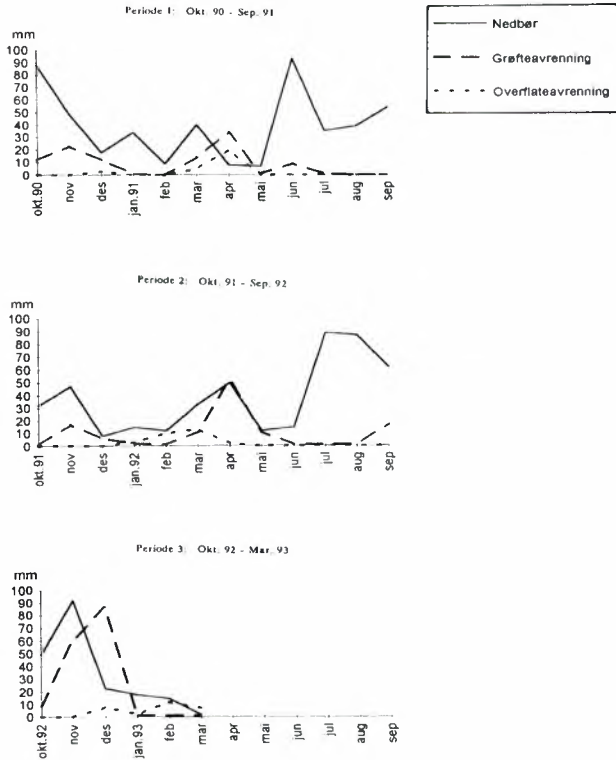 Periode 1: Okt. 90 - Sep. 91
Nedbør
Grøfteavrenning
Overflateavrenning
mm
100
90
80
70
60
50
40
30
20
10
0
okt.90 nov des jan.91 feb mar apr mai jun jul aug sep
Periode 2: Okt. 91 - Sep. 92
mm
100
90
80
70
60
50
40
30
20
10
0
okt.91 nov des jan.92 feb mar apr mai jun jul aug sep
Periode 3: Okt. 92 - Mar. 93
mm
100
90
80
70
60
50
40
30
20
10
0
okt.92 nov des jan.93 feb mar apr mai jun jul aug sep